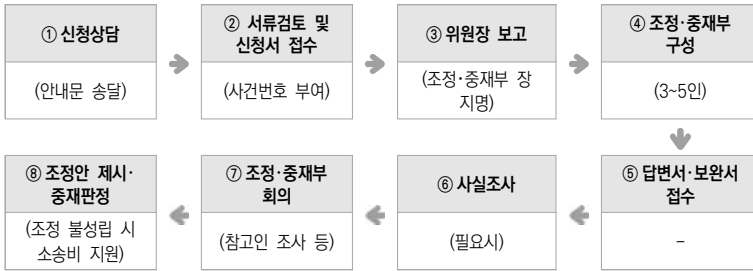 ① 신청상담
(안내문 송달)
② 서류검토 및
신청서 접수
(사건번호 부여)
③ 위원장 보고
(조정·중재부 장
지명)
④ 조정·중재부
구성
(3~5인)
⑤ 답변서·보완서
접수
-
⑥ 사실조사
(필요시)
⑦ 조정·중재부
회의
(참고인 조사 등)
⑧ 조정안 제시·
중재판정
(조정 불성립 시
소송비 지원)